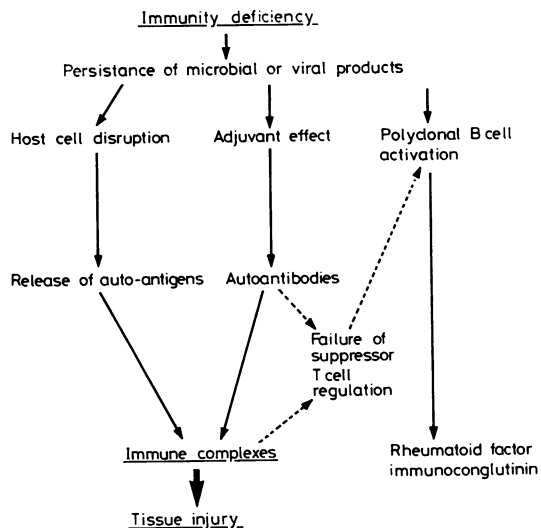 Immunity deficiency
Persistance of microbial or viral products
Host cell disruption
Adjuvant effect
Polyclonal B cell
activation
Release of auto-antigens
Autoantibodies
Failure of
suppressor
T cell
regulation
Immune complexes
Rheumatoid factor
immunoconglutinin
Tissue injury